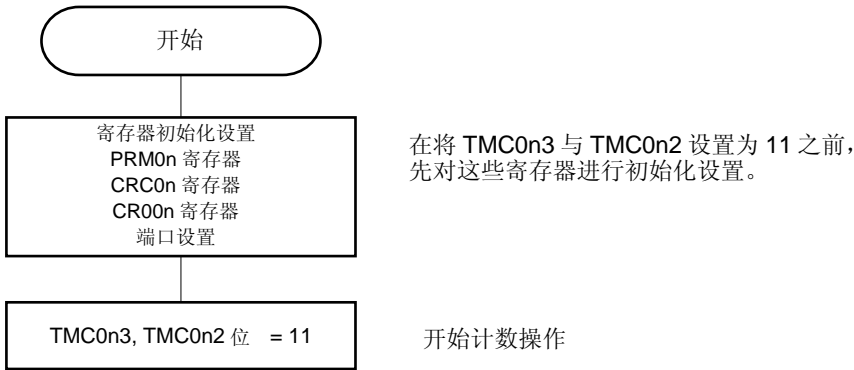 开始
寄存器初始化设置
PRM0n 寄存器
CRC0n 寄存器
CR00n 寄存器
端口设置
在将 TMC0n3 与 TMC0n2 设置为 11 之前，
先对这些寄存器进行初始化设置。
TMC0n3, TMC0n2 位 = 11
开始计数操作